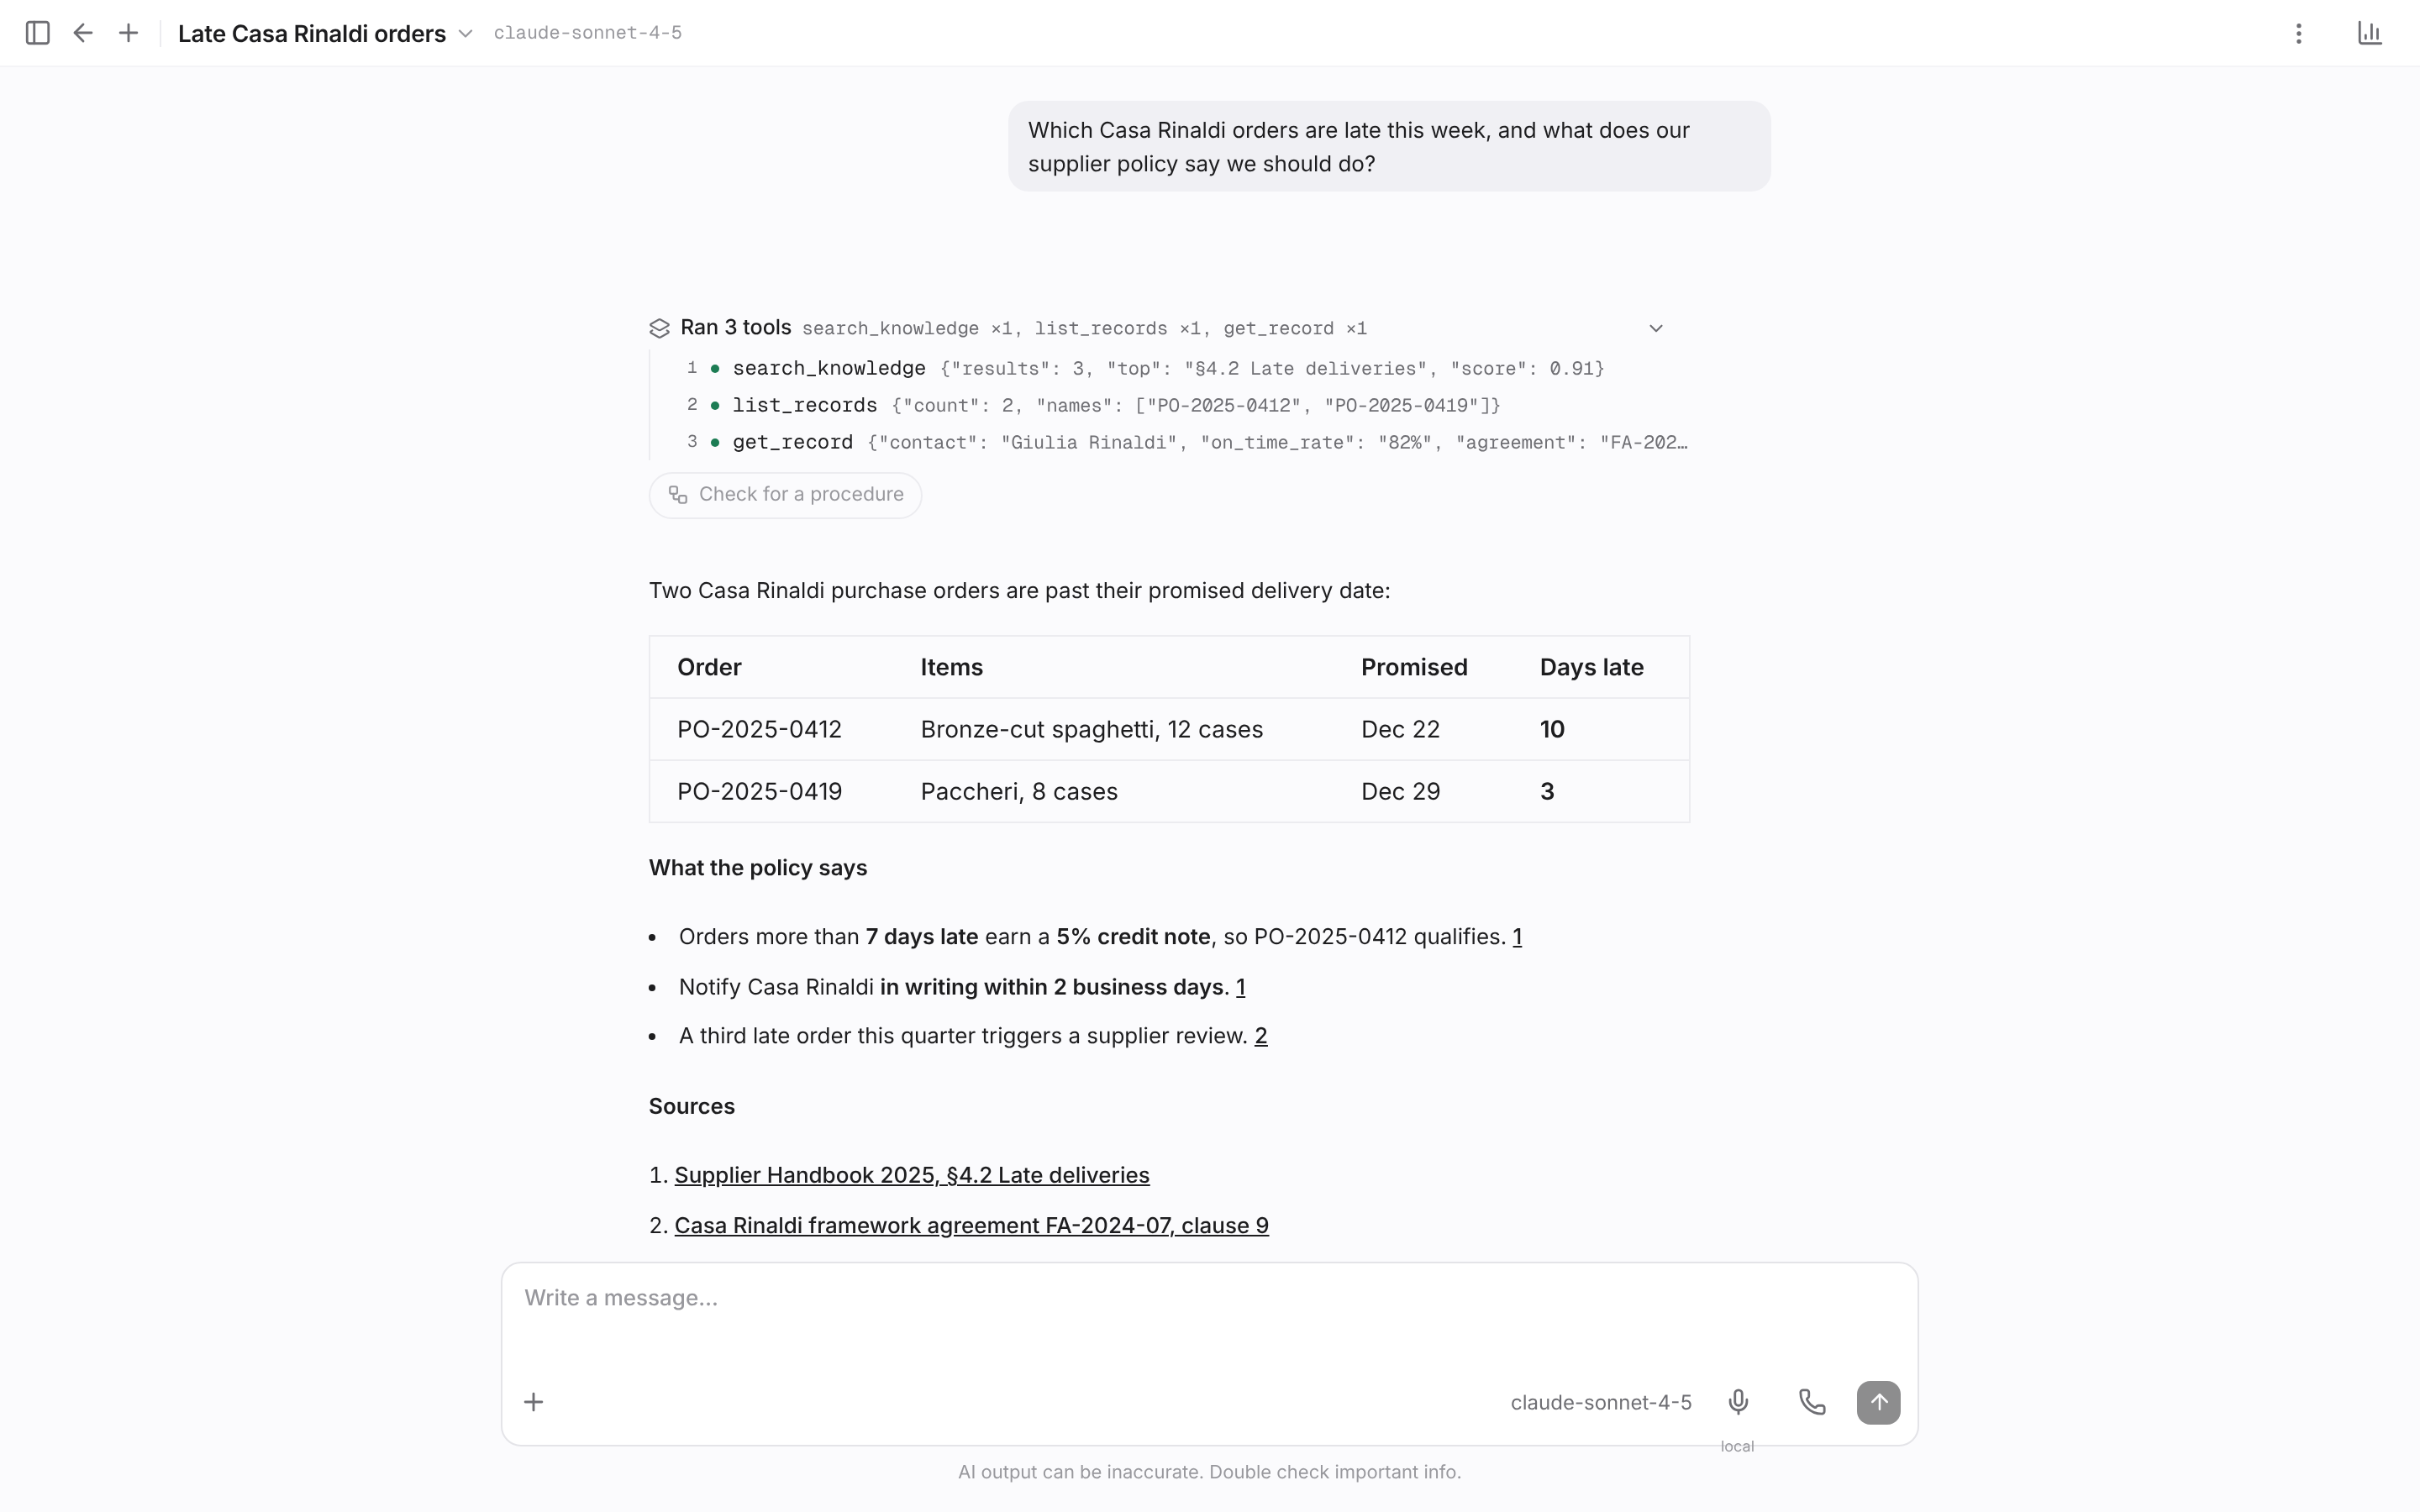 Late Casa Rinaldi orders claude-sonnet-4-5
Which Casa Rinaldi orders are late this week, and what does our
supplier policy say we should do?
Ran 3 tools search_knowledge ×1, list_records ×1, get_record ×1
1 search_knowledge {"results": 3, "top": "§4.2 Late deliveries", "score": 0.91}
2 list_records {"count": 2, "names": ["PO-2025-0412", "PO-2025-0419"]}
3 get_record {"contact": "Giulia Rinaldi", "on_time_rate": "82%", "agreement": "FA-202…
Check for a procedure
Two Casa Rinaldi purchase orders are past their promised delivery date:
Order Items Promised Days late
PO-2025-0412 Bronze-cut spaghetti, 12 cases Dec 22 10
PO-2025-0419 Paccheri, 8 cases Dec 29 3
What the policy says
• Orders more than 7 days late earn a 5% credit note, so PO-2025-0412 qualifies. 1
• Notify Casa Rinaldi in writing within 2 business days. 1
• A third late order this quarter triggers a supplier review. 2
Sources
1. Supplier Handbook 2025, §4.2 Late deliveries
2. Casa Rinaldi framework agreement FA-2024-07, clause 9
Write a message...
claude-sonnet-4-5
local
AI output can be inaccurate. Double check important info.